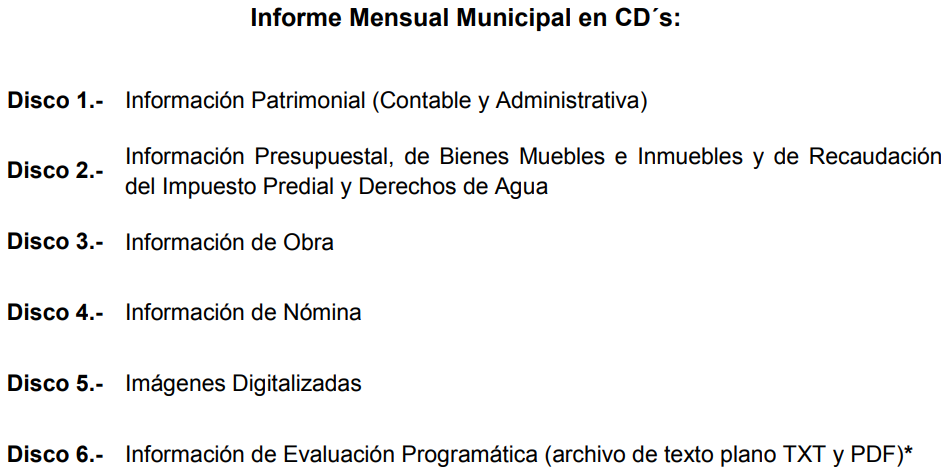 Informe Mensual Municipal en CD´s:
Disco 1.- Información Patrimonial (Contable y Administrativa)
Disco 2.- Información Presupuestal, de Bienes Muebles e Inmuebles y de Recaudación
del Impuesto Predial y Derechos de Agua
Disco 3.- Información de Obra
Disco 4.- Información de Nómina
Disco 5.- Imágenes Digitalizadas
Disco 6.- Información de Evaluación Programática (archivo de texto plano TXT y PDF)*